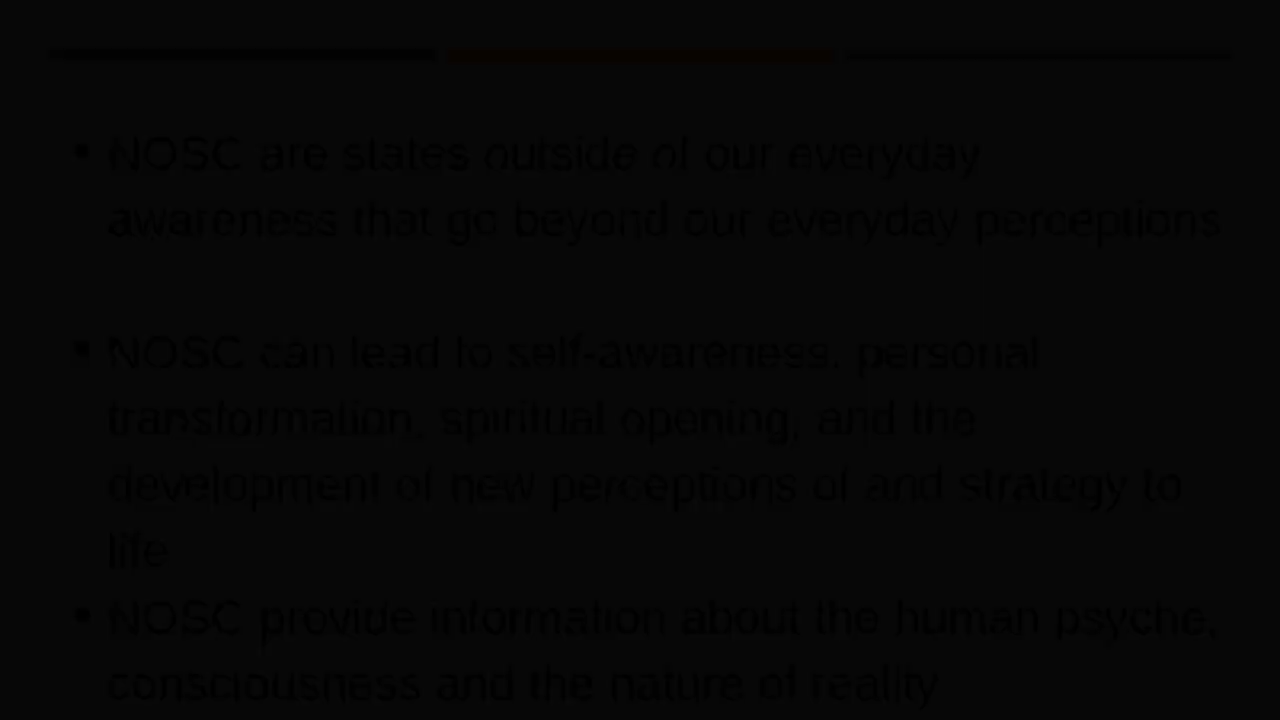 • NOSC are states outside of our everyday
awareness that go beyond our everyday perceptions
• NOSC can lead to self-awareness, personal
transformation, spiritual opening, and the
development of new perceptions of and strategy to
life
• NOSC provide information about the human psyche,
consciousness and the nature of reality